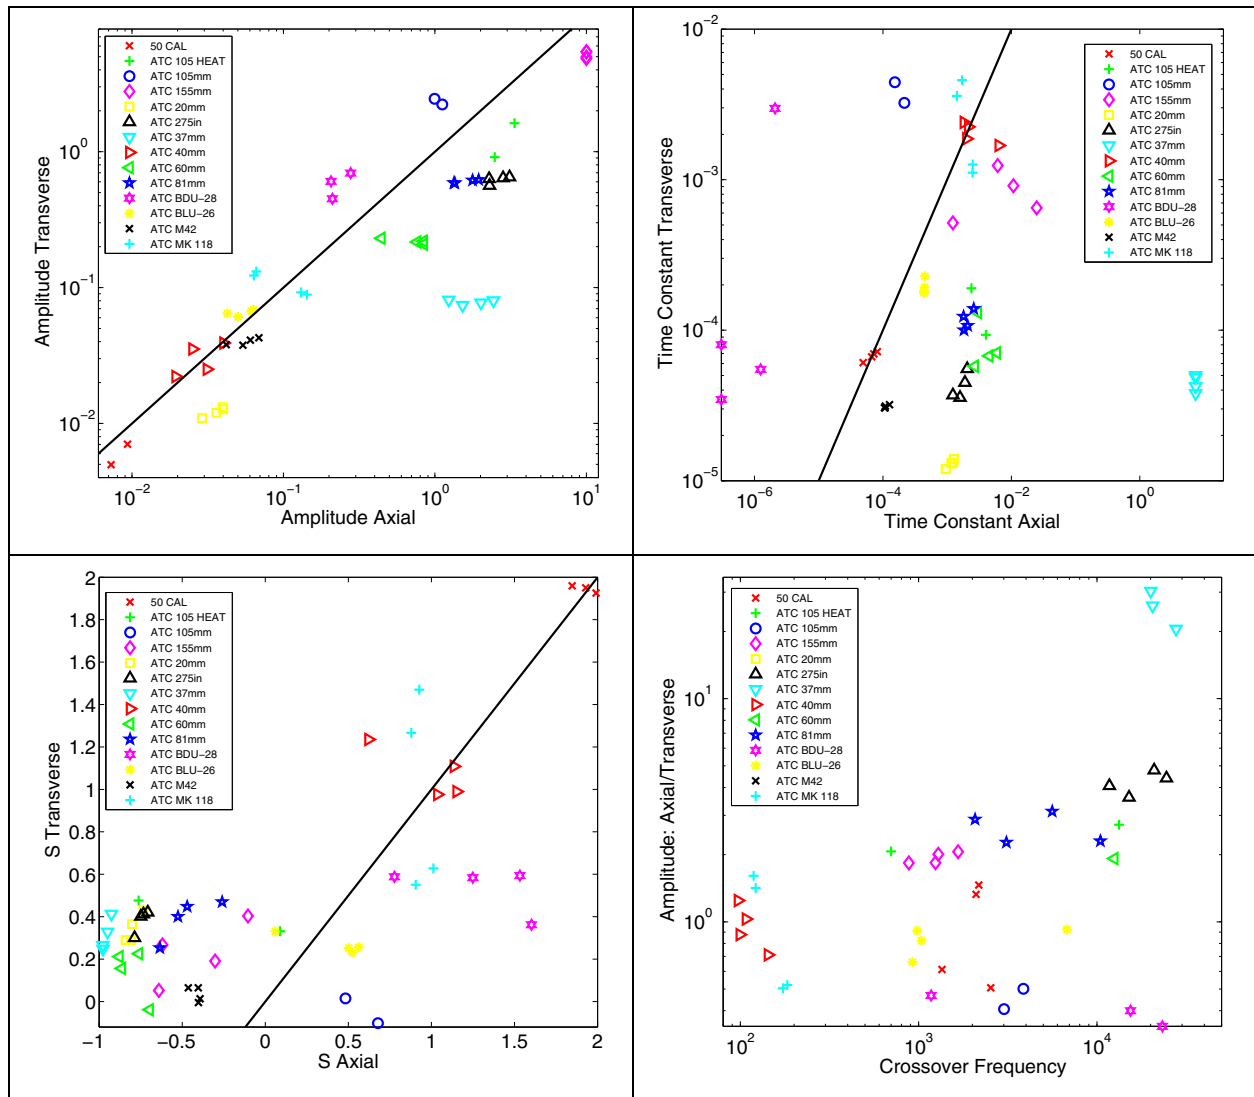 10^0
10^-1
10^-2
Amplitude Transverse
50 CAL
ATC 105 HEAT
ATC 105mm
ATC 155mm
ATC 20mm
ATC 275in
ATC 37mm
ATC 40mm
ATC 60mm
ATC 81mm
ATC BDU-28
ATC BLU-26
ATC M42
ATC MK 118
10^-2 10^-1 10^0 10^1
Amplitude Axial
10^-2
10^-3
10^-4
10^-5
Time Constant Transverse
50 CAL
ATC 105 HEAT
ATC 105mm
ATC 155mm
ATC 20mm
ATC 275in
ATC 37mm
ATC 40mm
ATC 60mm
ATC 81mm
ATC BDU-28
ATC BLU-26
ATC M42
ATC MK 118
10^-6 10^-4 10^-2 10^0
Time Constant Axial
2
1.8
1.6
1.4
1.2
1
0.8
0.6
0.4
0.2
0
S Transverse
50 CAL
ATC 105 HEAT
ATC 105mm
ATC 155mm
ATC 20mm
ATC 275in
ATC 37mm
ATC 40mm
ATC 60mm
ATC 81mm
ATC BDU-28
ATC BLU-26
ATC M42
ATC MK 118
-1 -0.5 0 0.5 1 1.5 2
S Axial
10^1
10^0
Amplitude: Axial/Transverse
50 CAL
ATC 105 HEAT
ATC 105mm
ATC 155mm
ATC 20mm
ATC 275in
ATC 37mm
ATC 40mm
ATC 60mm
ATC 81mm
ATC BDU-28
ATC BLU-26
ATC M42
ATC MK 118
10^2 10^3 10^4
Crossover Frequency